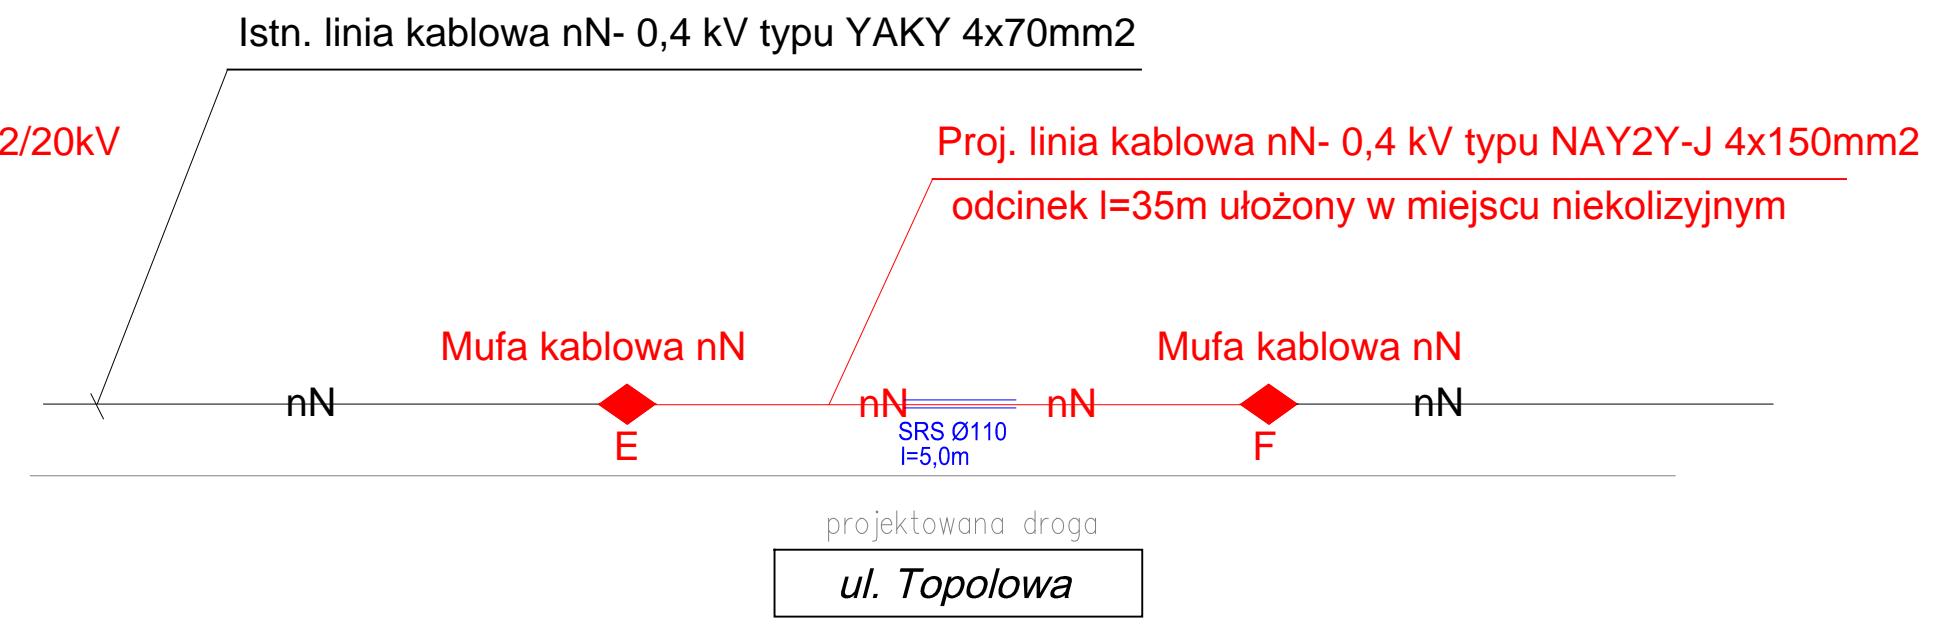 Istn. linia kablowa nN- 0,4 kV typu YAKY 4x70mm2
2/20kV
Proj. linia kablowa nN- 0,4 kV typu NAY2Y-J 4x150mm2
odcinek l=35m ułożony w miejscu niekolizyjnym
Mufa kablowa nN
Mufa kablowa nN
nN
nN
nN
nN
E
SRS Ø110
l=5,0m
F
projektowana droga
ul. Topolowa